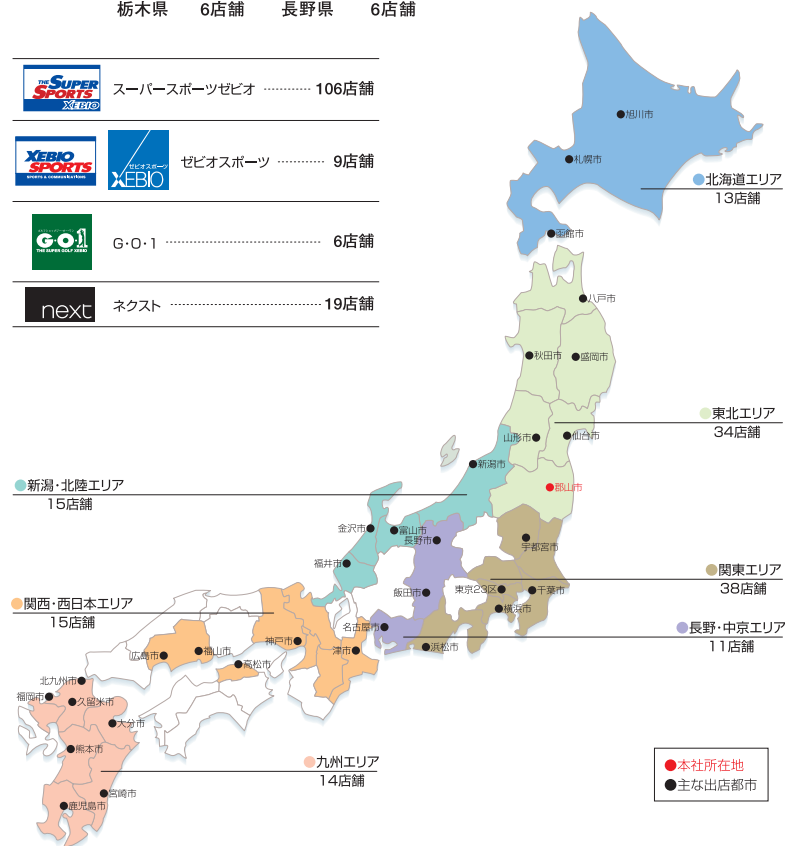 栃木県 6店舗 長野県 6店舗
THE SUPER SPORTS XEBIO スーパースポーツゼビオ 106店舗
XEBIO SPORTS SPORTS & COMMUNICATIONS ゼビオスポーツ XEBIO ゼビオスポーツ 9店舗
G·O·1 THE SUPER GOLF XEBIO G・O・1 6店舗
next ネクスト 19店舗
旭川市
札幌市
北海道エリア
13店舗
函館市
八戸市
秋田市
盛岡市
東北エリア
34店舗
山形市
仙台市
新潟市
郡山市
新潟・北陸エリア
15店舗
金沢市
富山市
長野市
宇都宮市
福井市
関東エリア
38店舗
飯田市
東京23区
千葉市
横浜市
関西・西日本エリア
15店舗
名古屋市
長野・中京エリア
11店舗
神戸市
津市
浜松市
広島市
福山市
高松市
北九州市
福岡市
久留米市
大分市
熊本市
九州エリア
14店舗
宮崎市
鹿児島市
本社所在地
主な出店都市